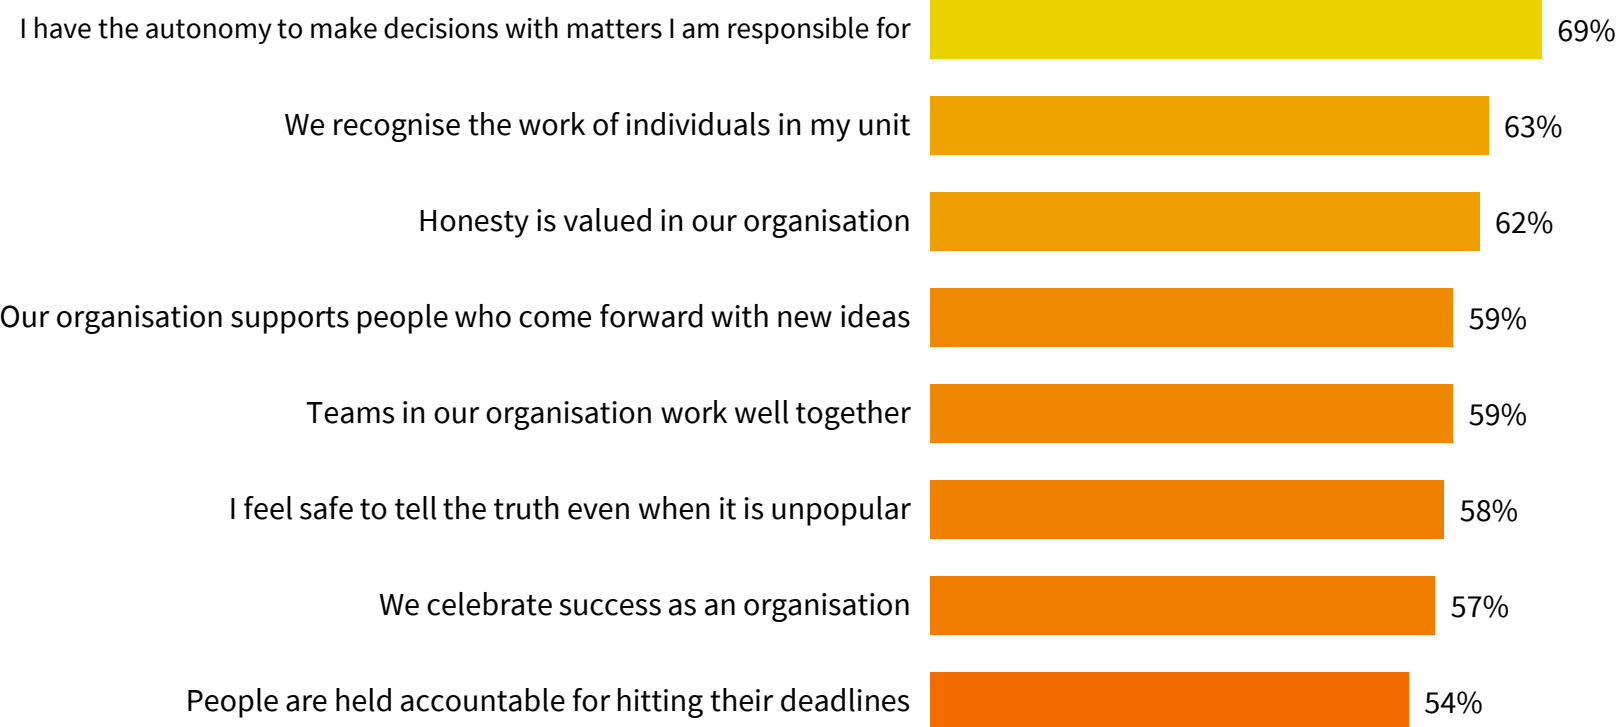 I have the autonomy to make decisions with matters I am responsible for 69%
We recognise the work of individuals in my unit 63%
Honesty is valued in our organisation 62%
Our organisation supports people who come forward with new ideas 59%
Teams in our organisation work well together 59%
I feel safe to tell the truth even when it is unpopular 58%
We celebrate success as an organisation 57%
People are held accountable for hitting their deadlines 54%